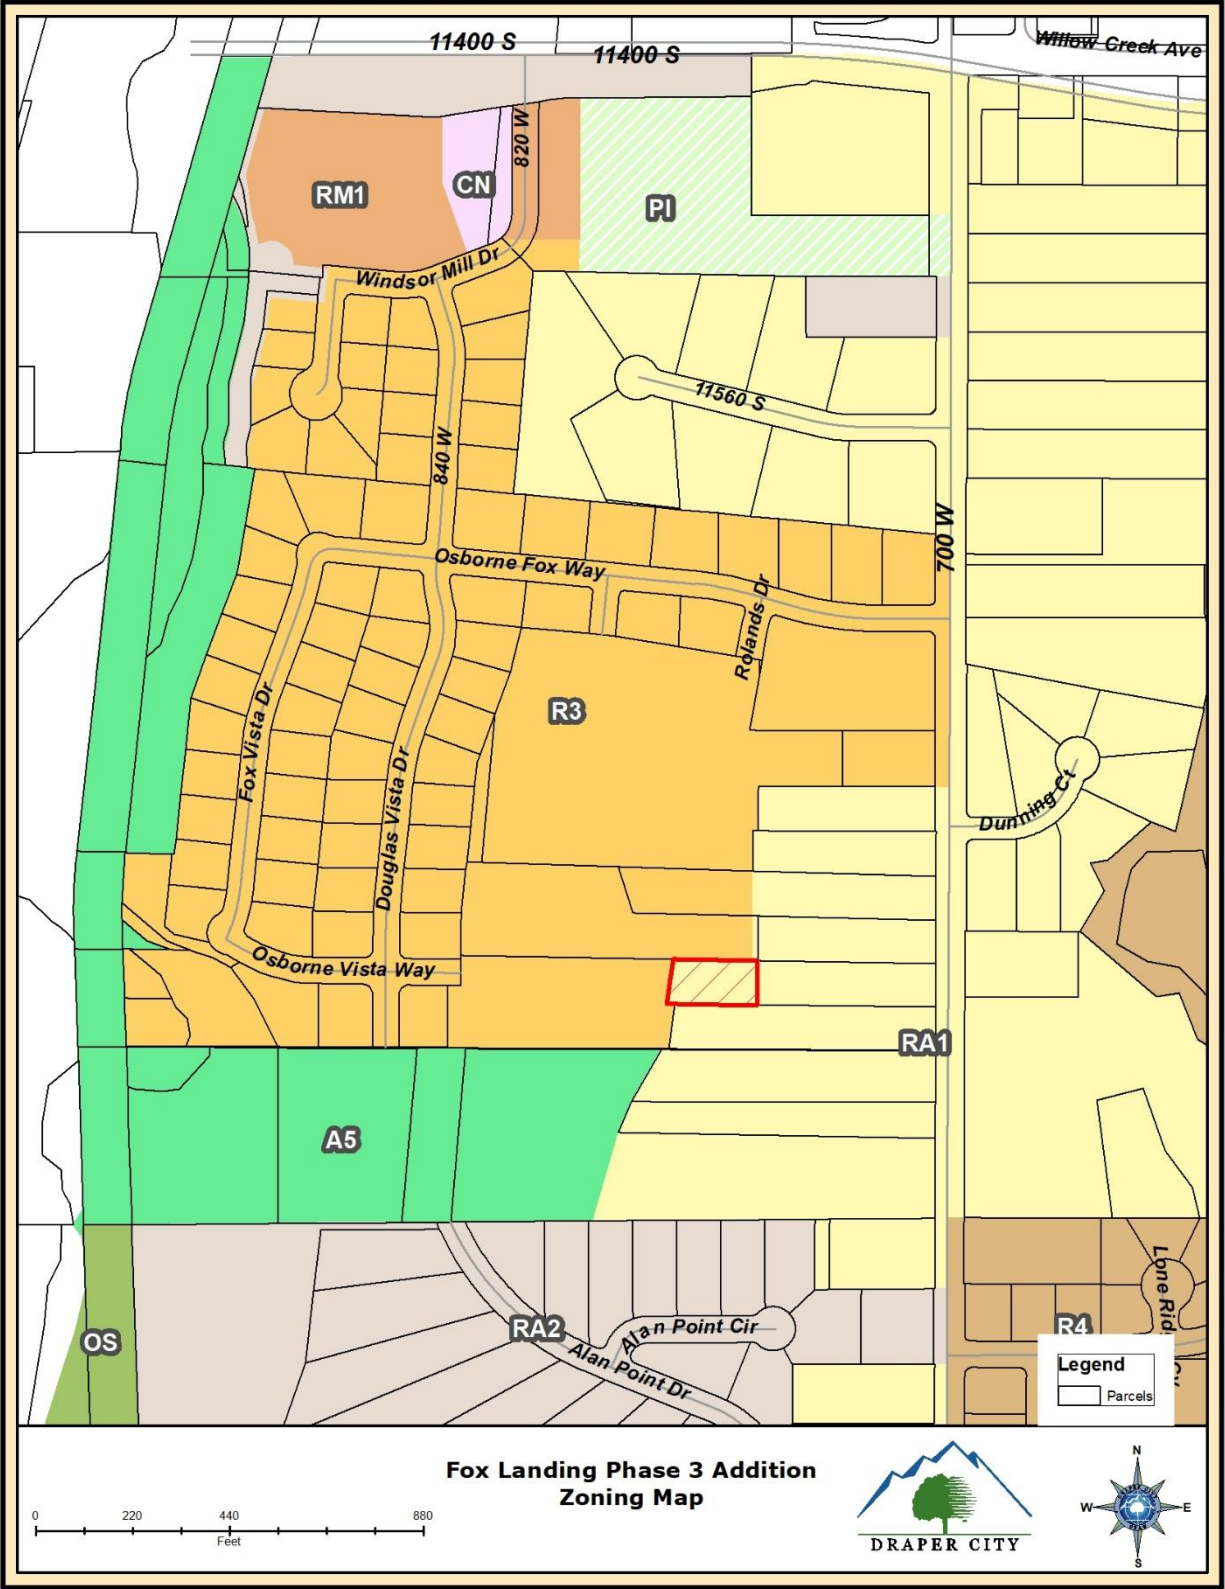 11400 S
11400 S
Willow Creek Ave
820 W
RM1
CN
PI
Windsor Mill Dr
11560 S
840 W
700 W
Osborne Fox Way
Rolands Dr
R3
Fox Vista Dr
Douglas Vista Dr
Dunning Ct
Osborne Vista Way
RA1
A5
OS
RA2
Alan Point Cir
Alan Point Dr
R4
Legend
Parcels
Fox Landing Phase 3 Addition
Zoning Map
0 220 440 880
Feet
DRAPER CITY
N
W E
S